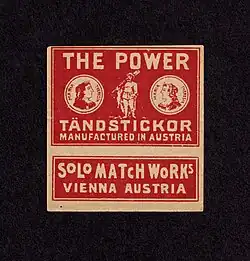 THE POWER
TÄNDSTICKOR
MANUFACTURED IN AUSTRIA
SOLO MATCH WORKS
VIENNA AUSTRIA